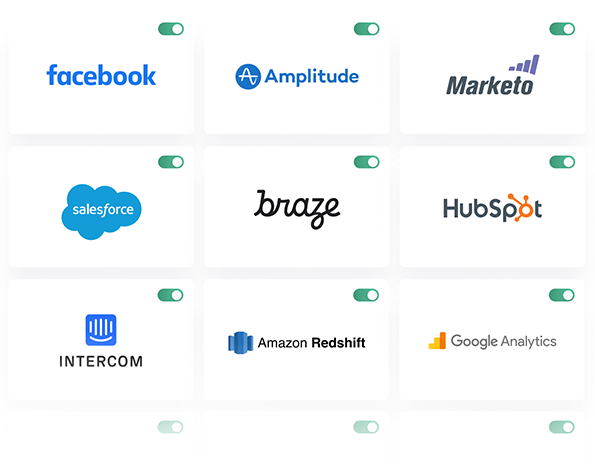 facebook
Amplitude
Marketo
salesforce
braze
HubSpot
INTERCOM
Amazon Redshift
Google Analytics